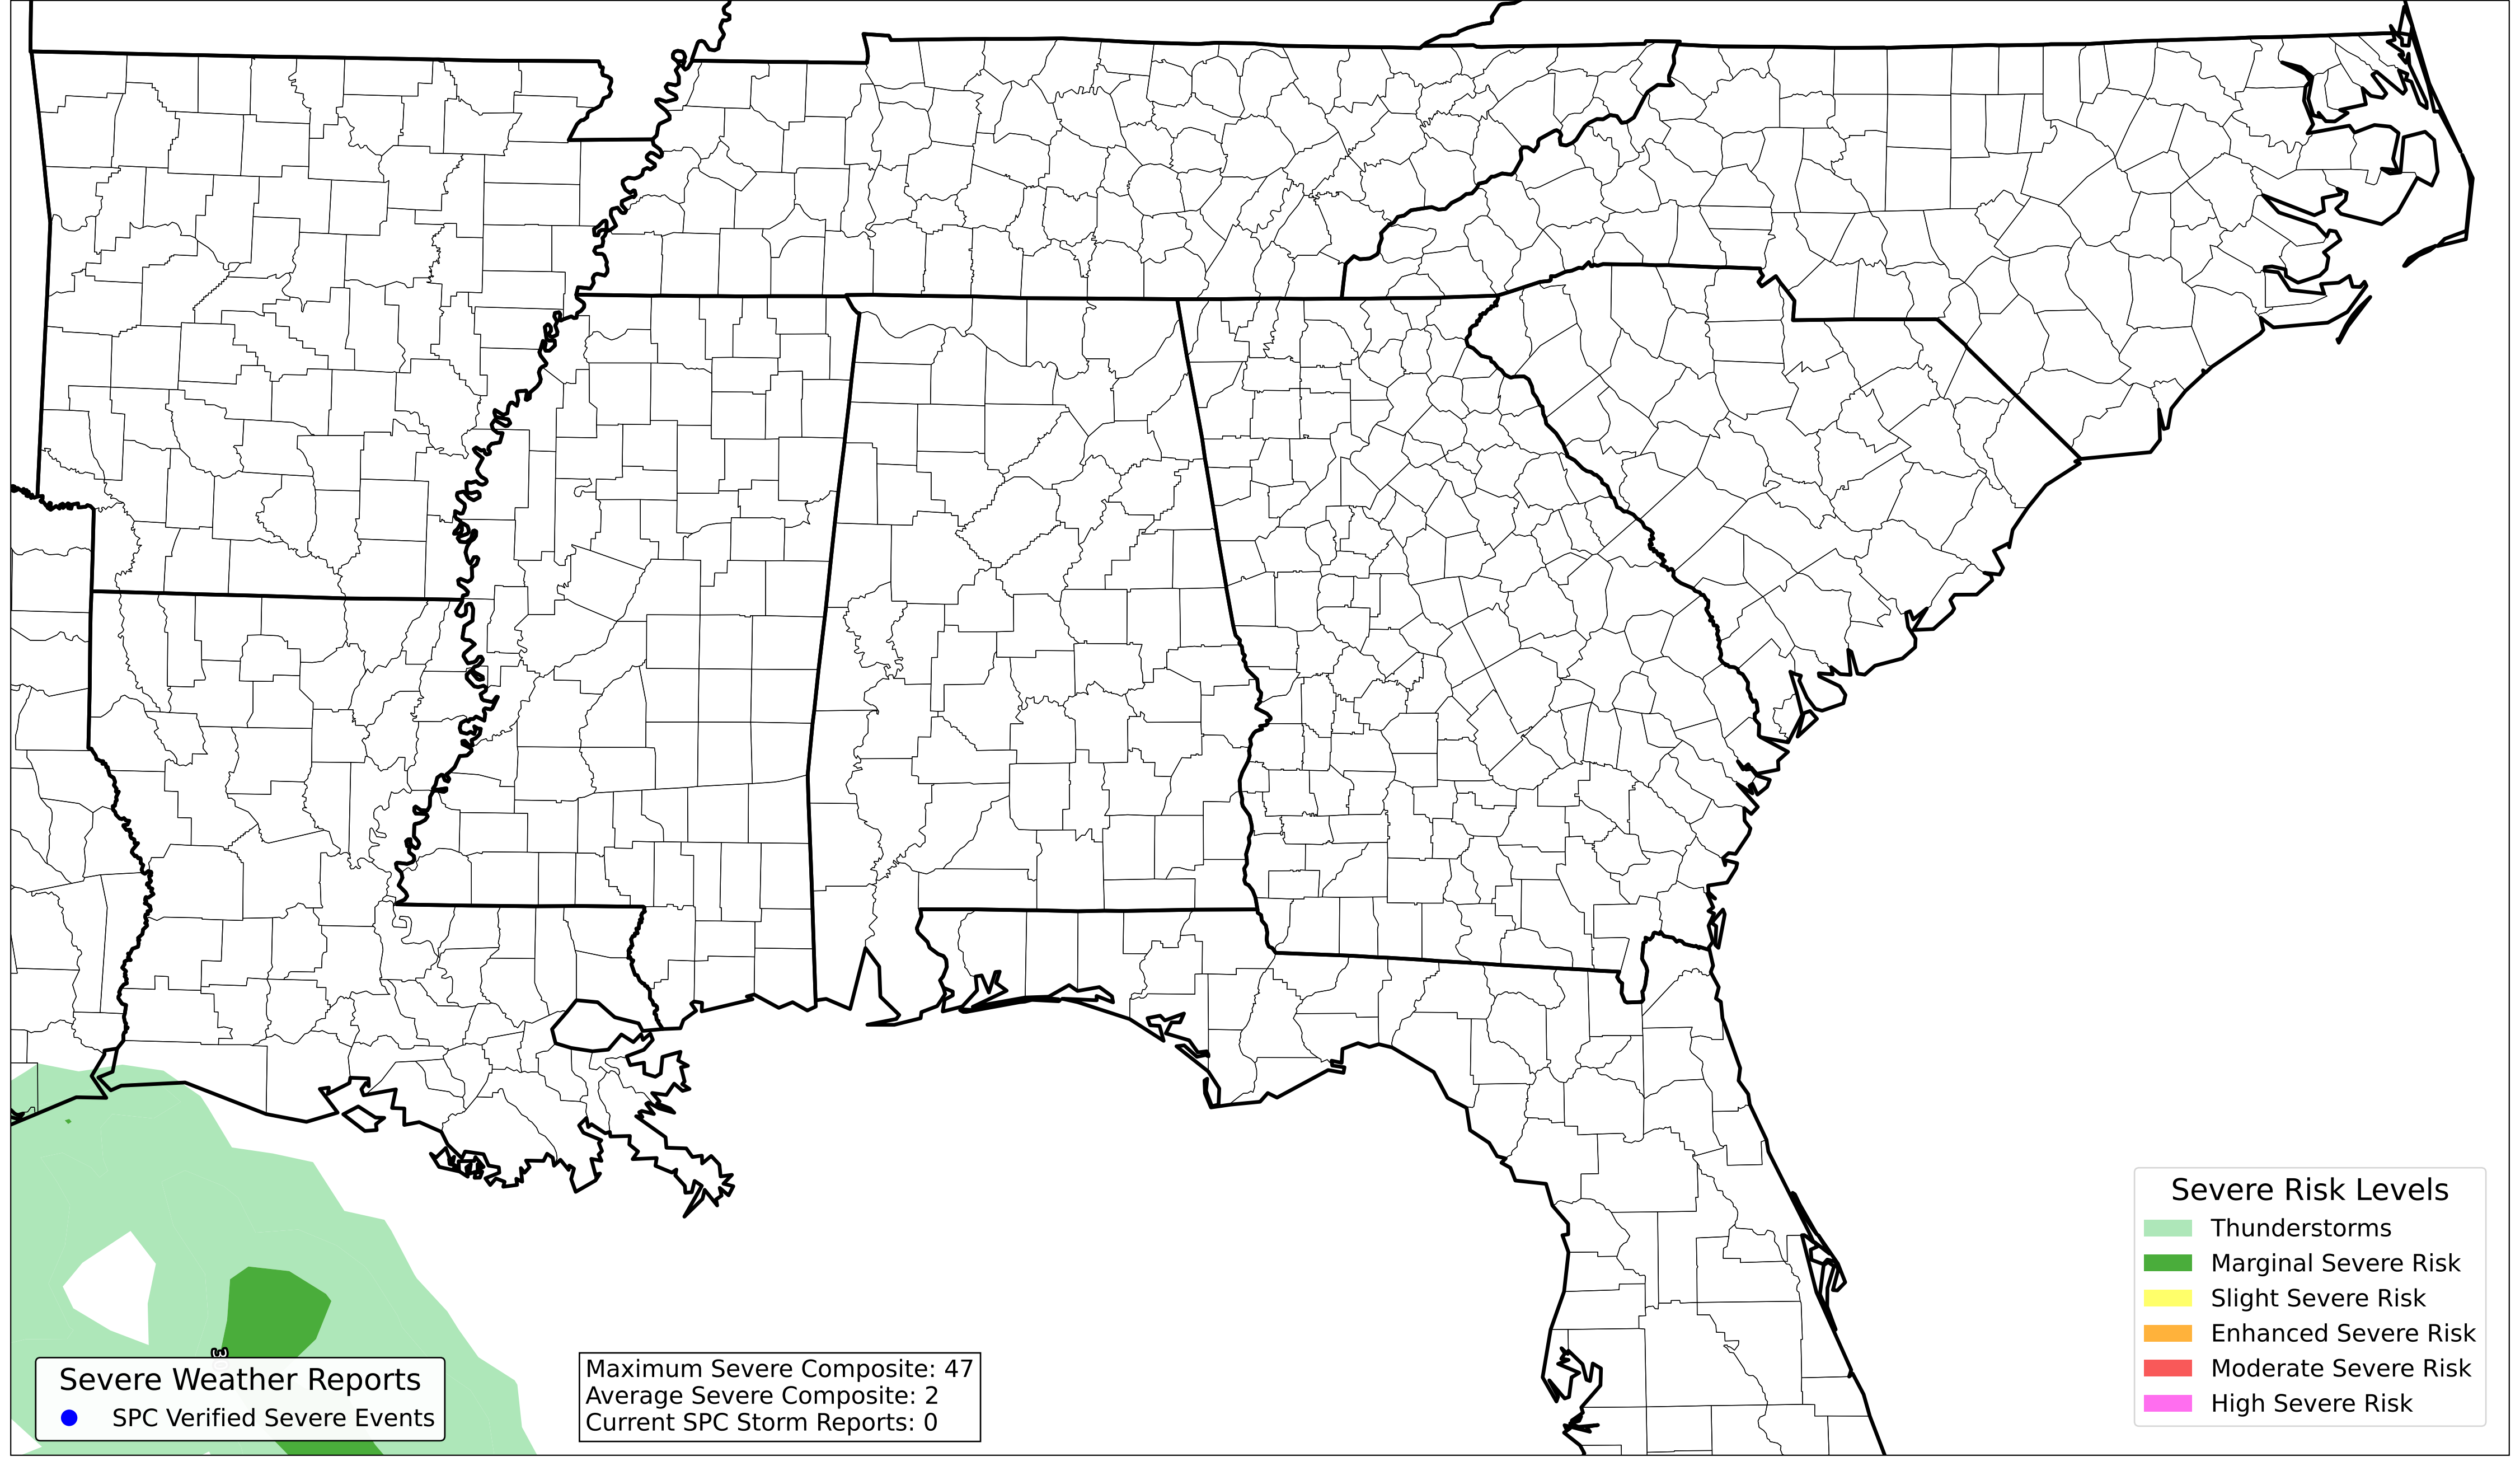 Severe Weather Reports
SPC Verified Severe Events
Maximum Severe Composite: 47
Average Severe Composite: 2
Current SPC Storm Reports: 0
Severe Risk Levels
Thunderstorms
Marginal Severe Risk
Slight Severe Risk
Enhanced Severe Risk
Moderate Severe Risk
High Severe Risk